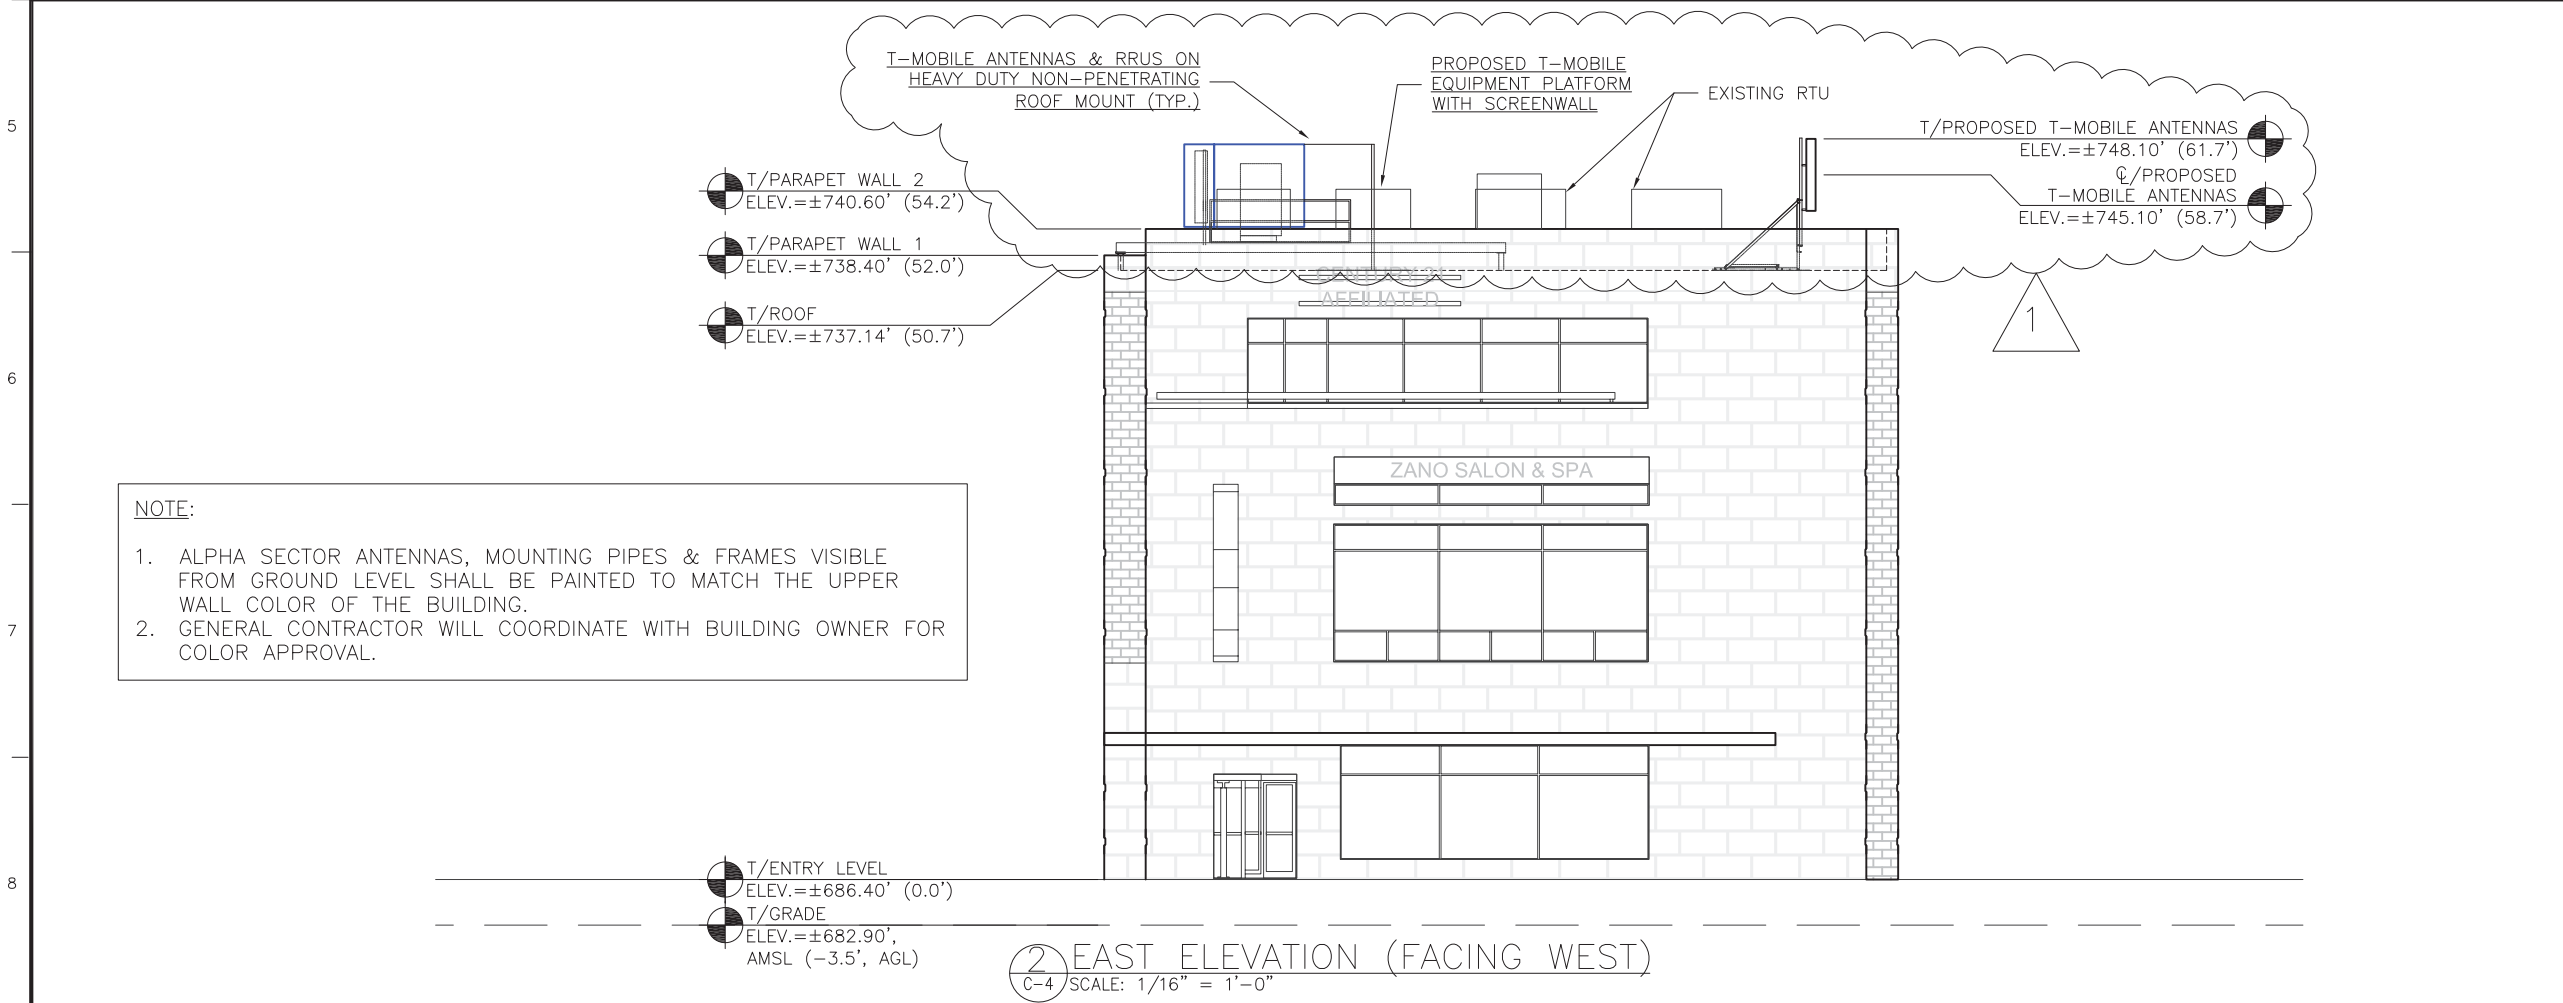 T-MOBILE ANTENNAS & RRUS ON
HEAVY DUTY NON-PENETRATING
ROOF MOUNT (TYP.)
PROPOSED T-MOBILE
EQUIPMENT PLATFORM
WITH SCREENWALL
EXISTING RTU
T/PROPOSED T-MOBILE ANTENNAS
ELEV.=±748.10' (61.7')
℄/PROPOSED
T-MOBILE ANTENNAS
ELEV.=±745.10' (58.7')
5
T/PARAPET WALL 2
ELEV.=±740.60' (54.2')
T/PARAPET WALL 1
ELEV.=±738.40' (52.0')
T/ROOF
ELEV.=±737.14' (50.7')
CENTURY 21
AFFILIATED
1
6
ZANO SALON & SPA
NOTE:
1. ALPHA SECTOR ANTENNAS, MOUNTING PIPES & FRAMES VISIBLE
FROM GROUND LEVEL SHALL BE PAINTED TO MATCH THE UPPER
WALL COLOR OF THE BUILDING.
2. GENERAL CONTRACTOR WILL COORDINATE WITH BUILDING OWNER FOR
COLOR APPROVAL.
7
8
T/ENTRY LEVEL
ELEV.=±686.40' (0.0')
T/GRADE
ELEV.=±682.90',
AMSL (-3.5', AGL)
2
C-4
EAST ELEVATION (FACING WEST)
SCALE: 1/16" = 1'-0"